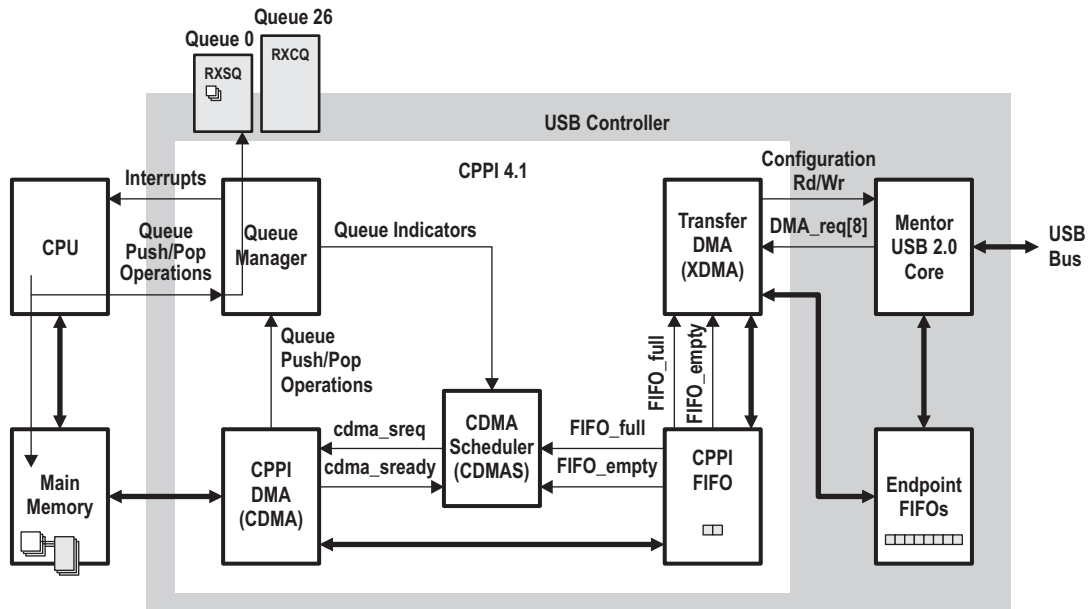 Queue 26
Queue 0
RXSQ
RXCQ
USB Controller
CPPI 4.1
Interrupts
Configuration
Rd/Wr
CPU
Queue
Push/Pop
Operations
Queue
Manager
Queue Indicators
Transfer
DMA
(XDMA)
DMA_req[8]
Mentor
USB 2.0
Core
USB
Bus
Queue
Push/Pop
Operations
FIFO_full
FIFO_empty
cdma_sreq
cdma_sready
CDMA
Scheduler
(CDMAS)
FIFO_full
FIFO_empty
Main
Memory
CPPI
DMA
(CDMA)
CPPI
FIFO
Endpoint
FIFOs